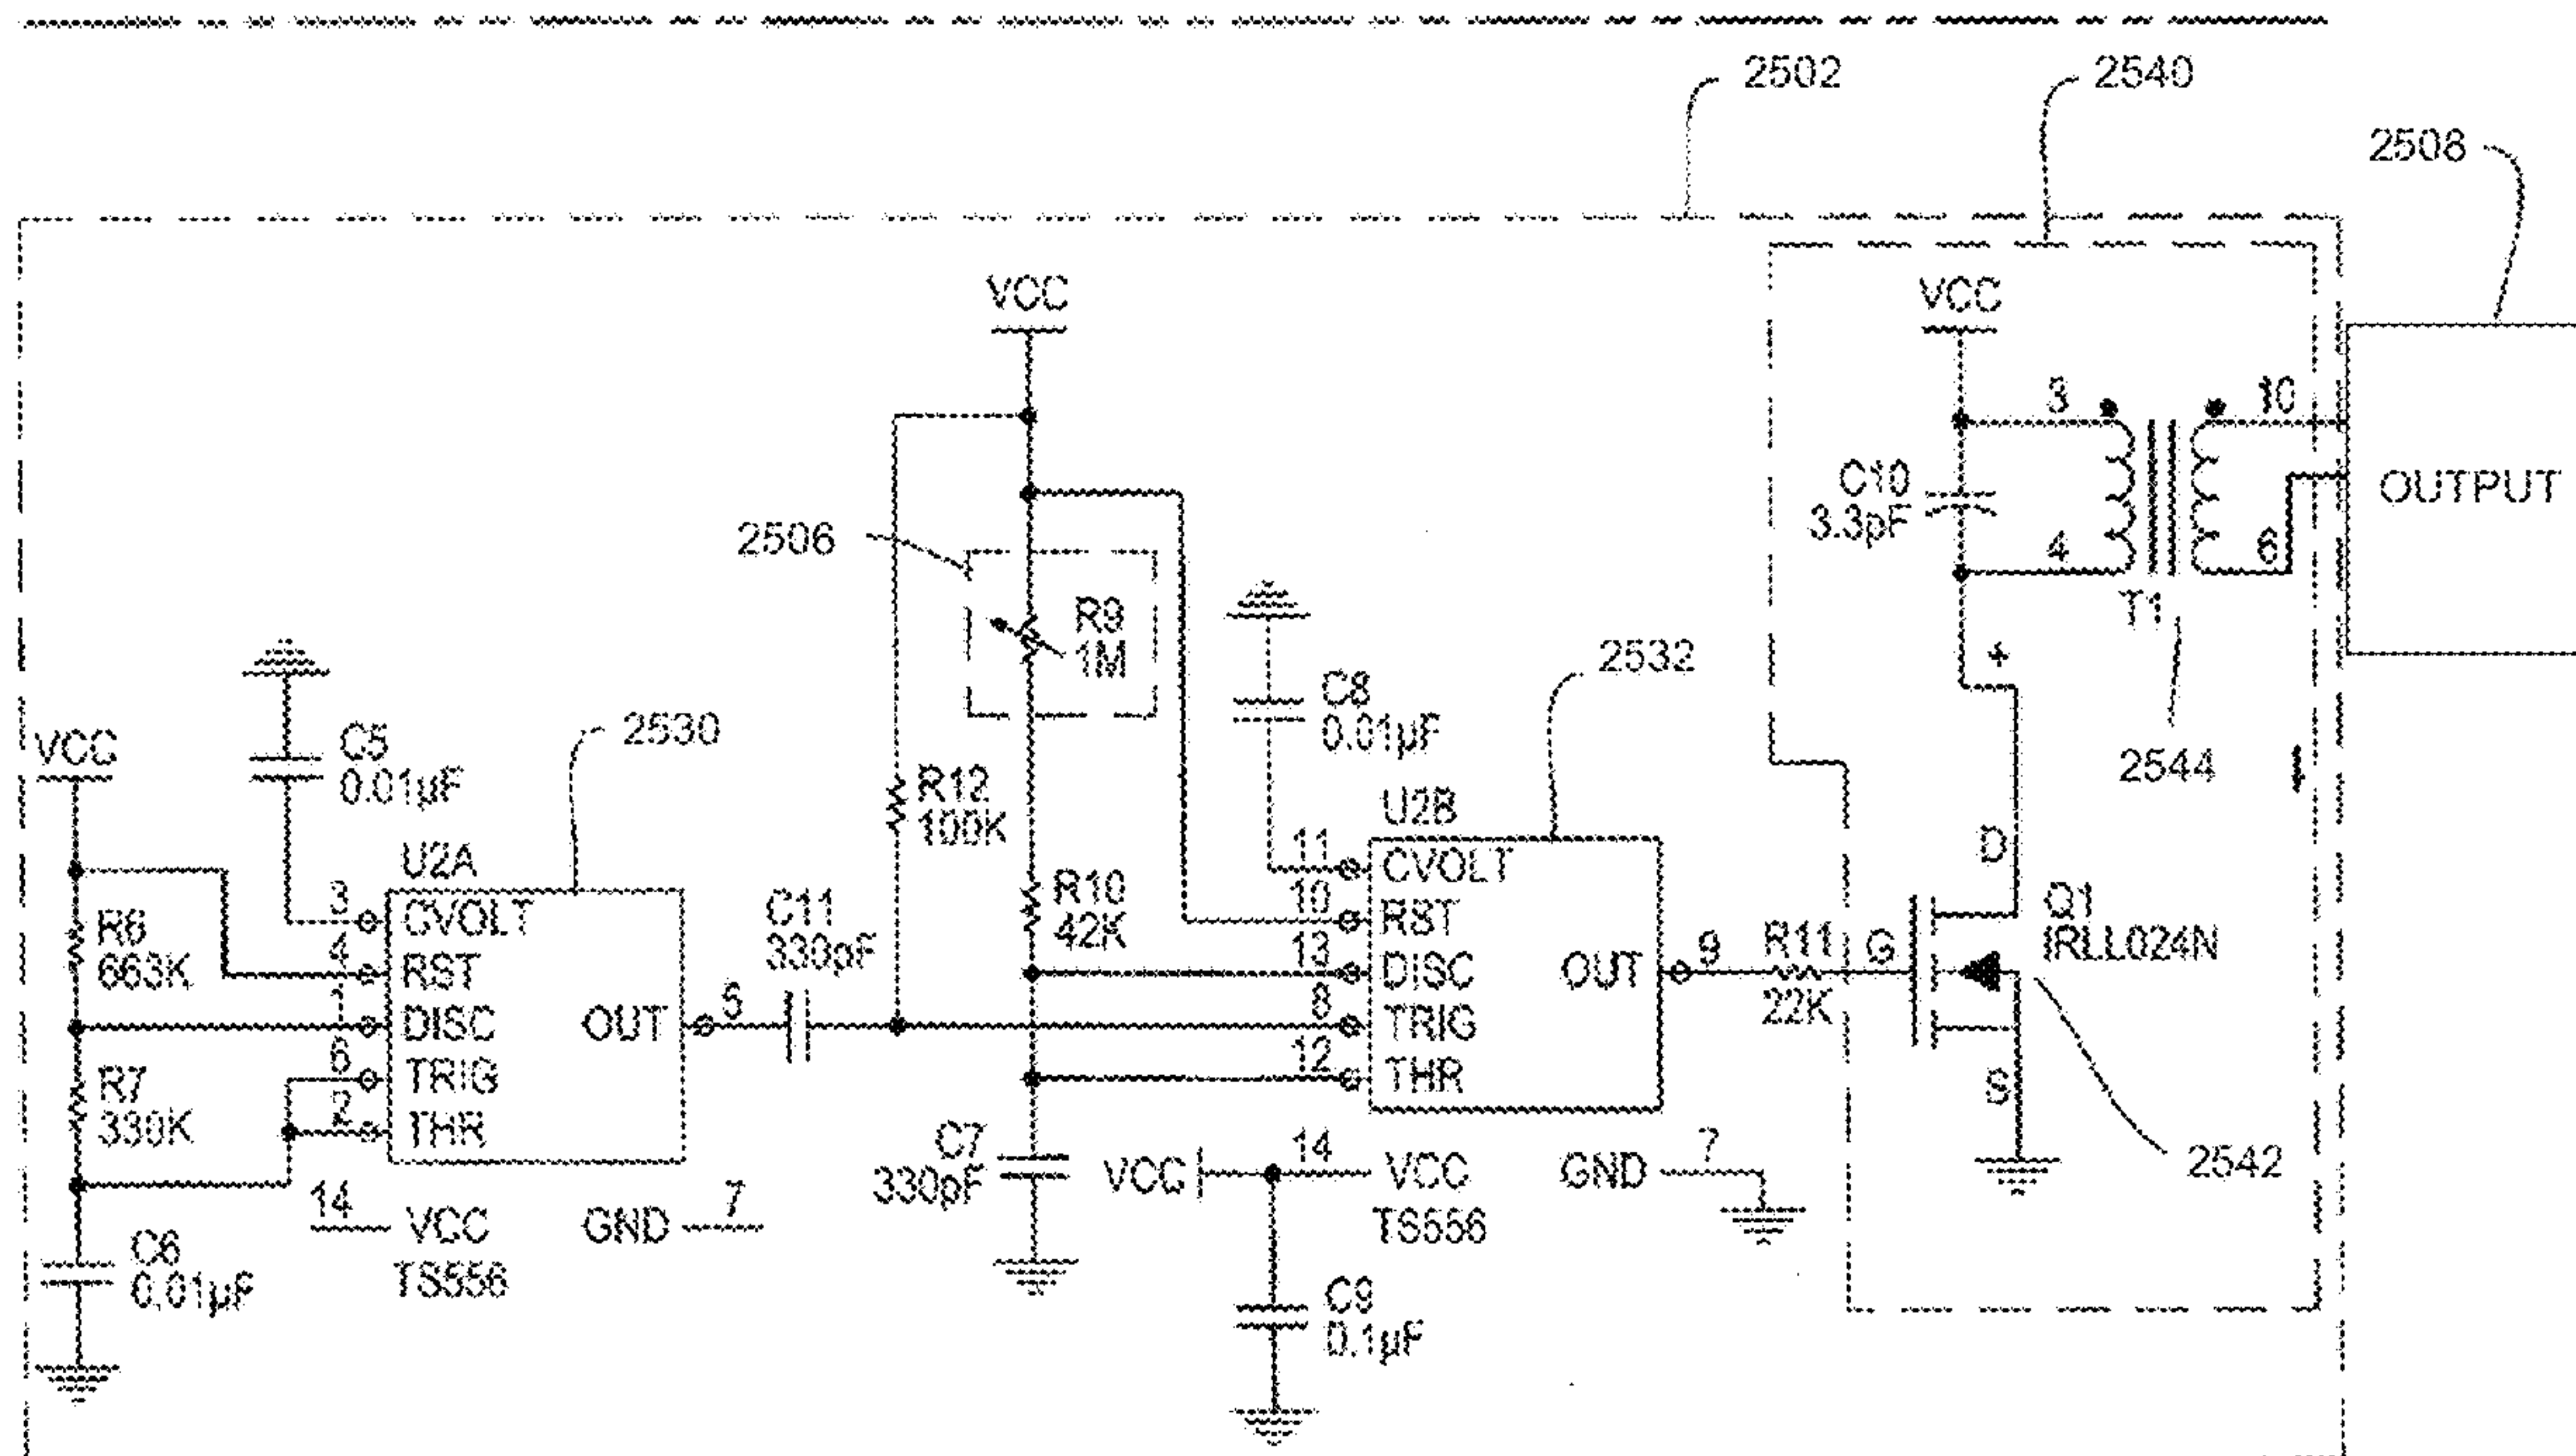 2502
2540
2508
VCC
VCC
3
10
C10
3.3pF
OUTPUT
4
6
T1
2506
R9
1M
+
2532
C8
0.01µF
2544
2530
C5
0.01µF
VCC
R12
100K
U2B
D
U2A
11
CVOLT
10
RST
R10
42K
13
DISC
OUT
9
R11
22K
G
Q1
IRLL024N
3
CVOLT
C11
330pF
R6
663K
4
RST
1
DISC
OUT
5
8
TRIG
12
THR
6
TRIG
R7
330K
2
THR
S
C7
330pF
VCC
14
VCC
GND
7
2542
TS556
14
VCC
GND
7
TS556
C6
0.01µF
C9
0.1µF